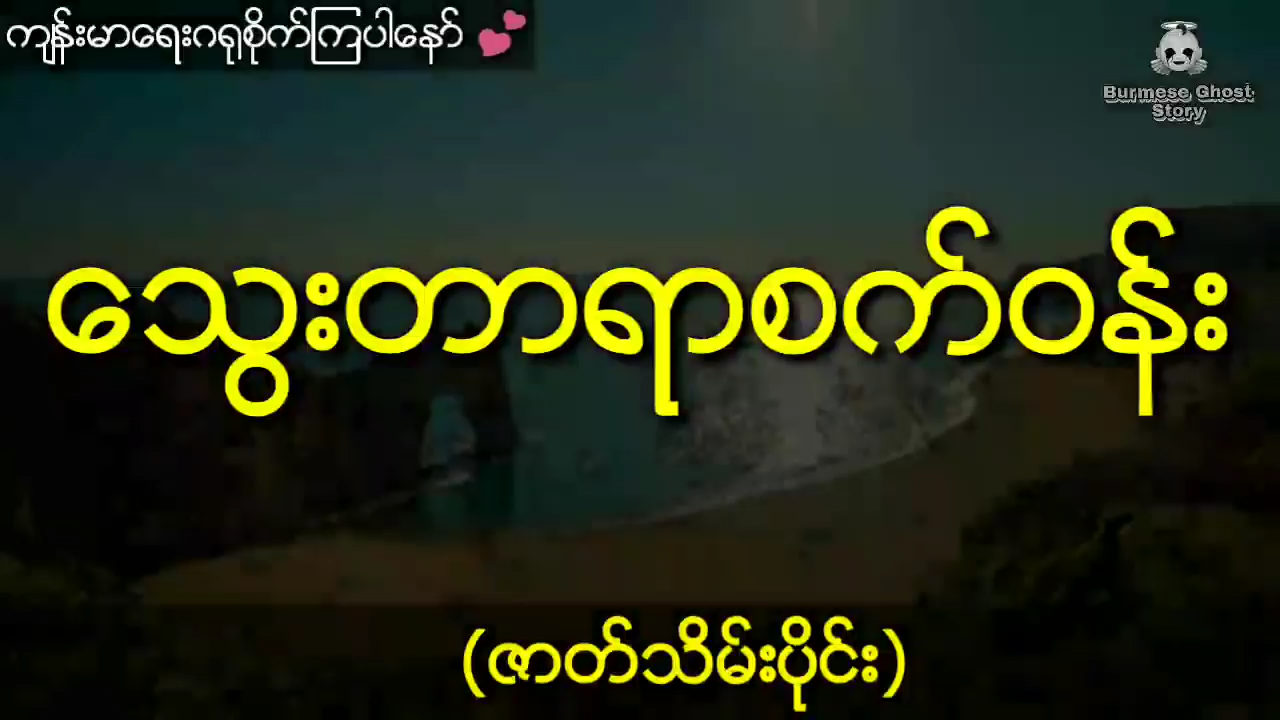 ကျန်းမာရေးဂရုစိုက်ကြပါနော် 💕
Burmese Ghost
Story
သွေးတာရာစက်ဝန်း
(ဇာတ်သိမ်းပိုင်း)